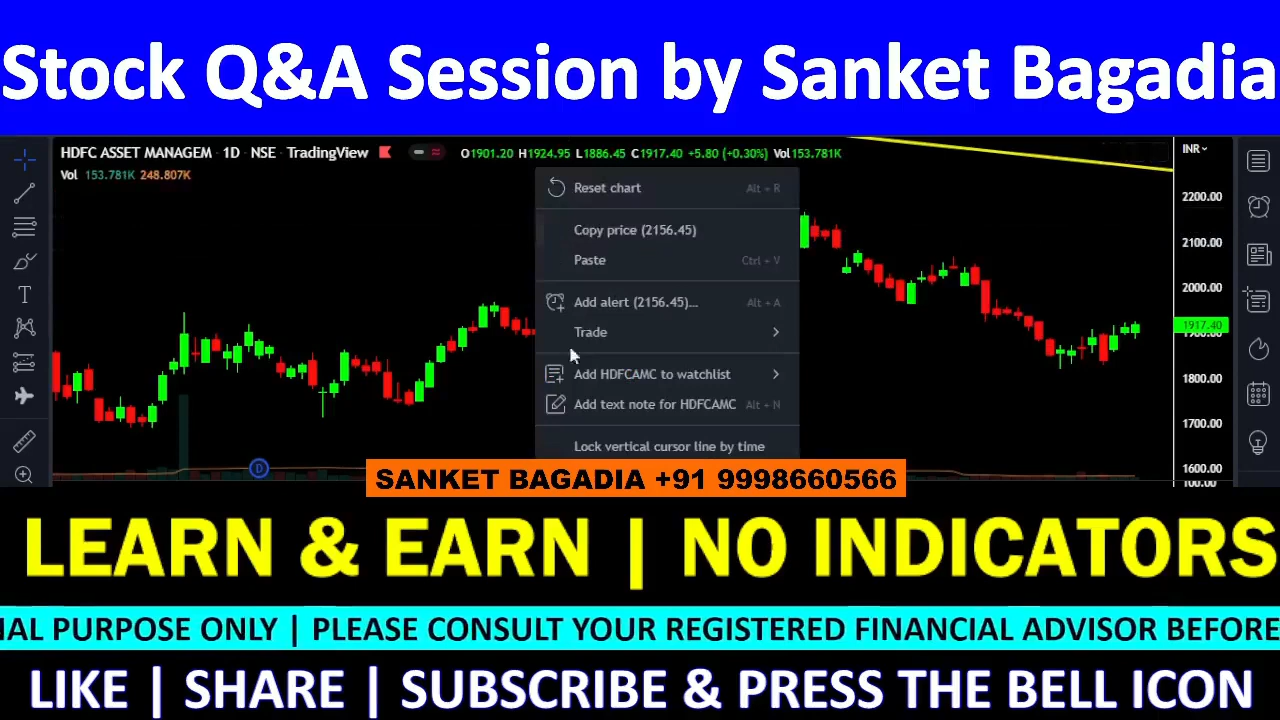 Stock Q&A Session by Sanket Bagadia
HDFC ASSET MANAGEM · 1D · NSE · TradingView
O1901.20 H1924.95 L1886.45 C1917.40 +5.80 (+0.30%) Vol153.781K
INR
Vol 153.781K 248.807K
Reset chart Alt + R
Copy price (2156.45)
Paste Ctrl + V
Add alert (2156.45)... Alt + A
Trade
Add HDFCAMC to watchlist
Add text note for HDFCAMC Alt + N
Lock vertical cursor line by time
2200.00
2100.00
2000.00
1917.40
1800.00
1700.00
1600.00
D
T
SANKET BAGADIA +91 9998660566
LEARN & EARN | NO INDICATORS
NAL PURPOSE ONLY | PLEASE CONSULT YOUR REGISTERED FINANCIAL ADVISOR BEFORE
LIKE | SHARE | SUBSCRIBE & PRESS THE BELL ICON